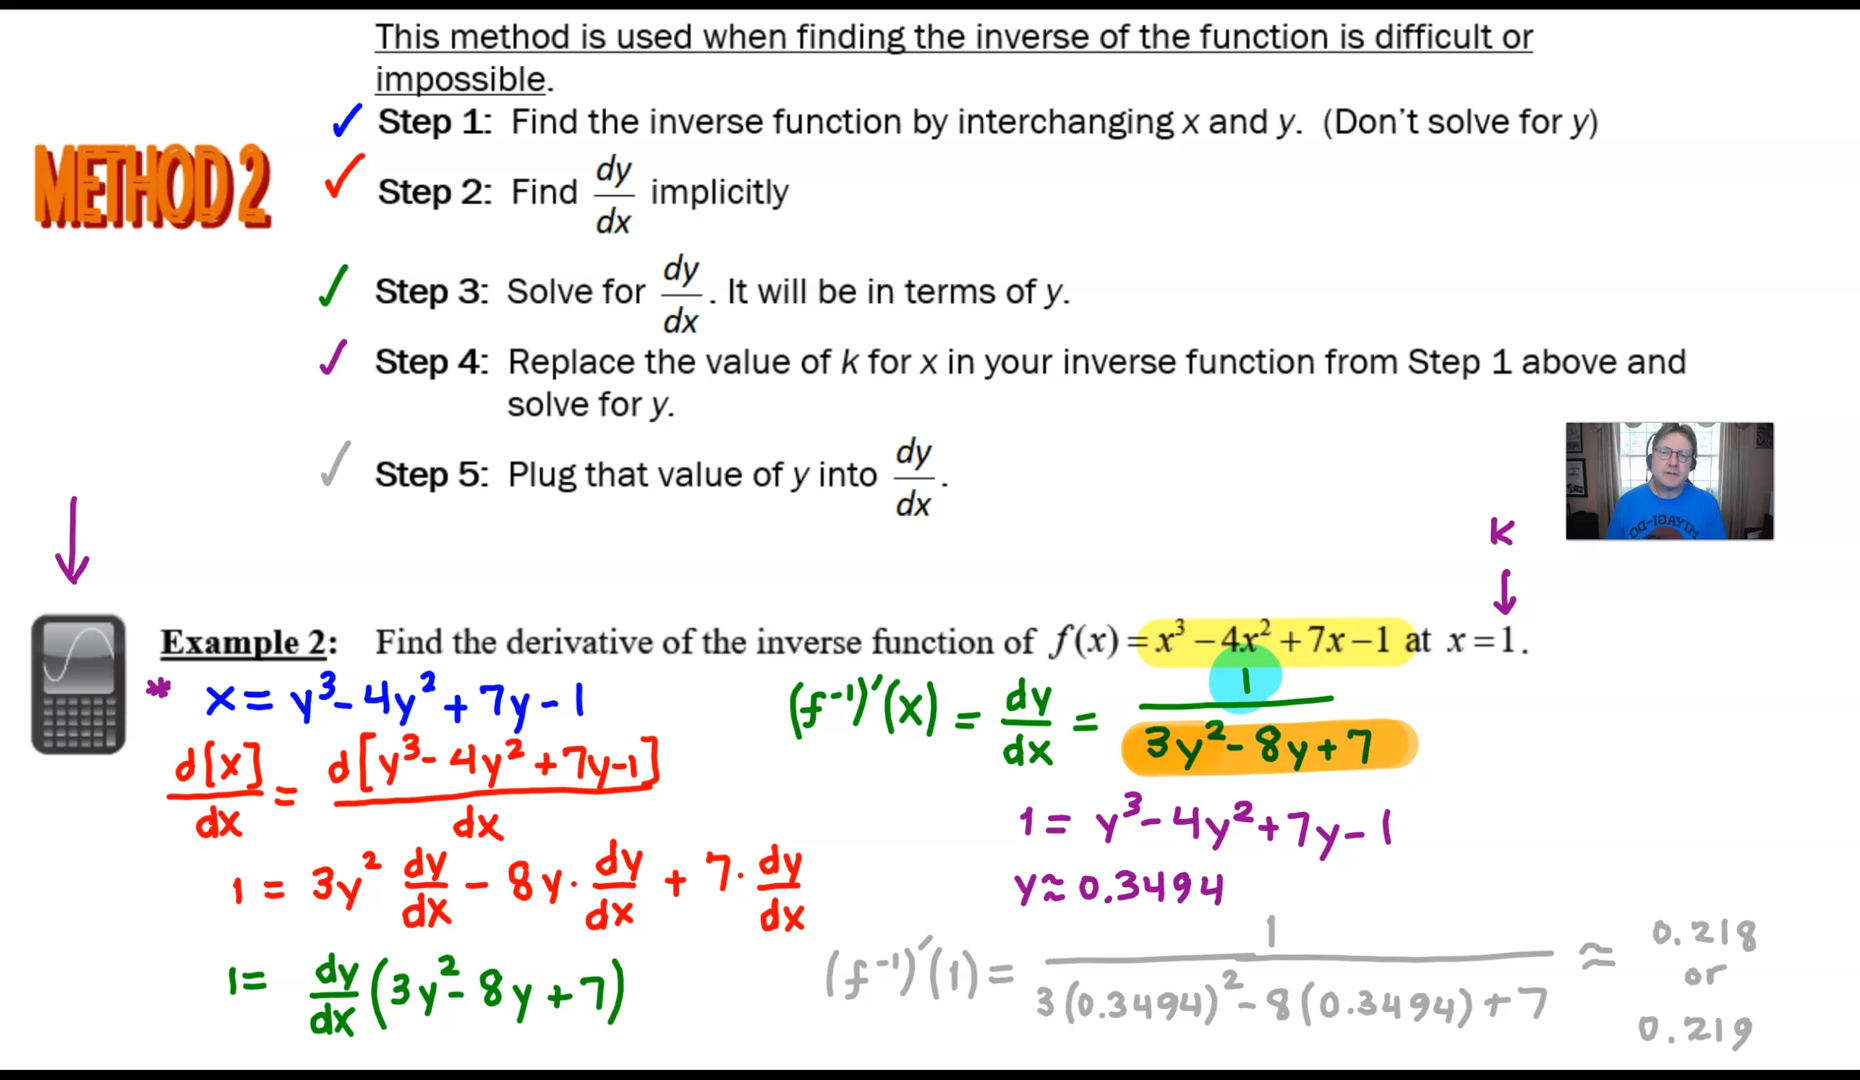 This method is used when finding the inverse of the function is difficult or
impossible.
✓ Step 1: Find the inverse function by interchanging x and y. (Don't solve for y)
METHOD 2
✓ Step 2: Find dy/dx implicitly
✓ Step 3: Solve for dy/dx. It will be in terms of y.
✓ Step 4: Replace the value of k for x in your inverse function from Step 1 above and
solve for y.
✓ Step 5: Plug that value of y into dy/dx.
K
Example 2: Find the derivative of the inverse function of f(x) = x³ − 4x² + 7x − 1 at x = 1.
* x = y³ - 4y² + 7y - 1
d[x]/dx = d[y³ - 4y² + 7y - 1]/dx
1 = 3y² dy/dx - 8y · dy/dx + 7 · dy/dx
1 = dy/dx (3y² - 8y + 7)
(f⁻¹)′(x) = dy/dx = 1/(3y² - 8y + 7)
1 = y³ - 4y² + 7y - 1
y ≈ 0.3494
(f⁻¹)′(1) = 1/(3(0.3494)² - 8(0.3494) + 7) ≈ 0.218
or
0.219